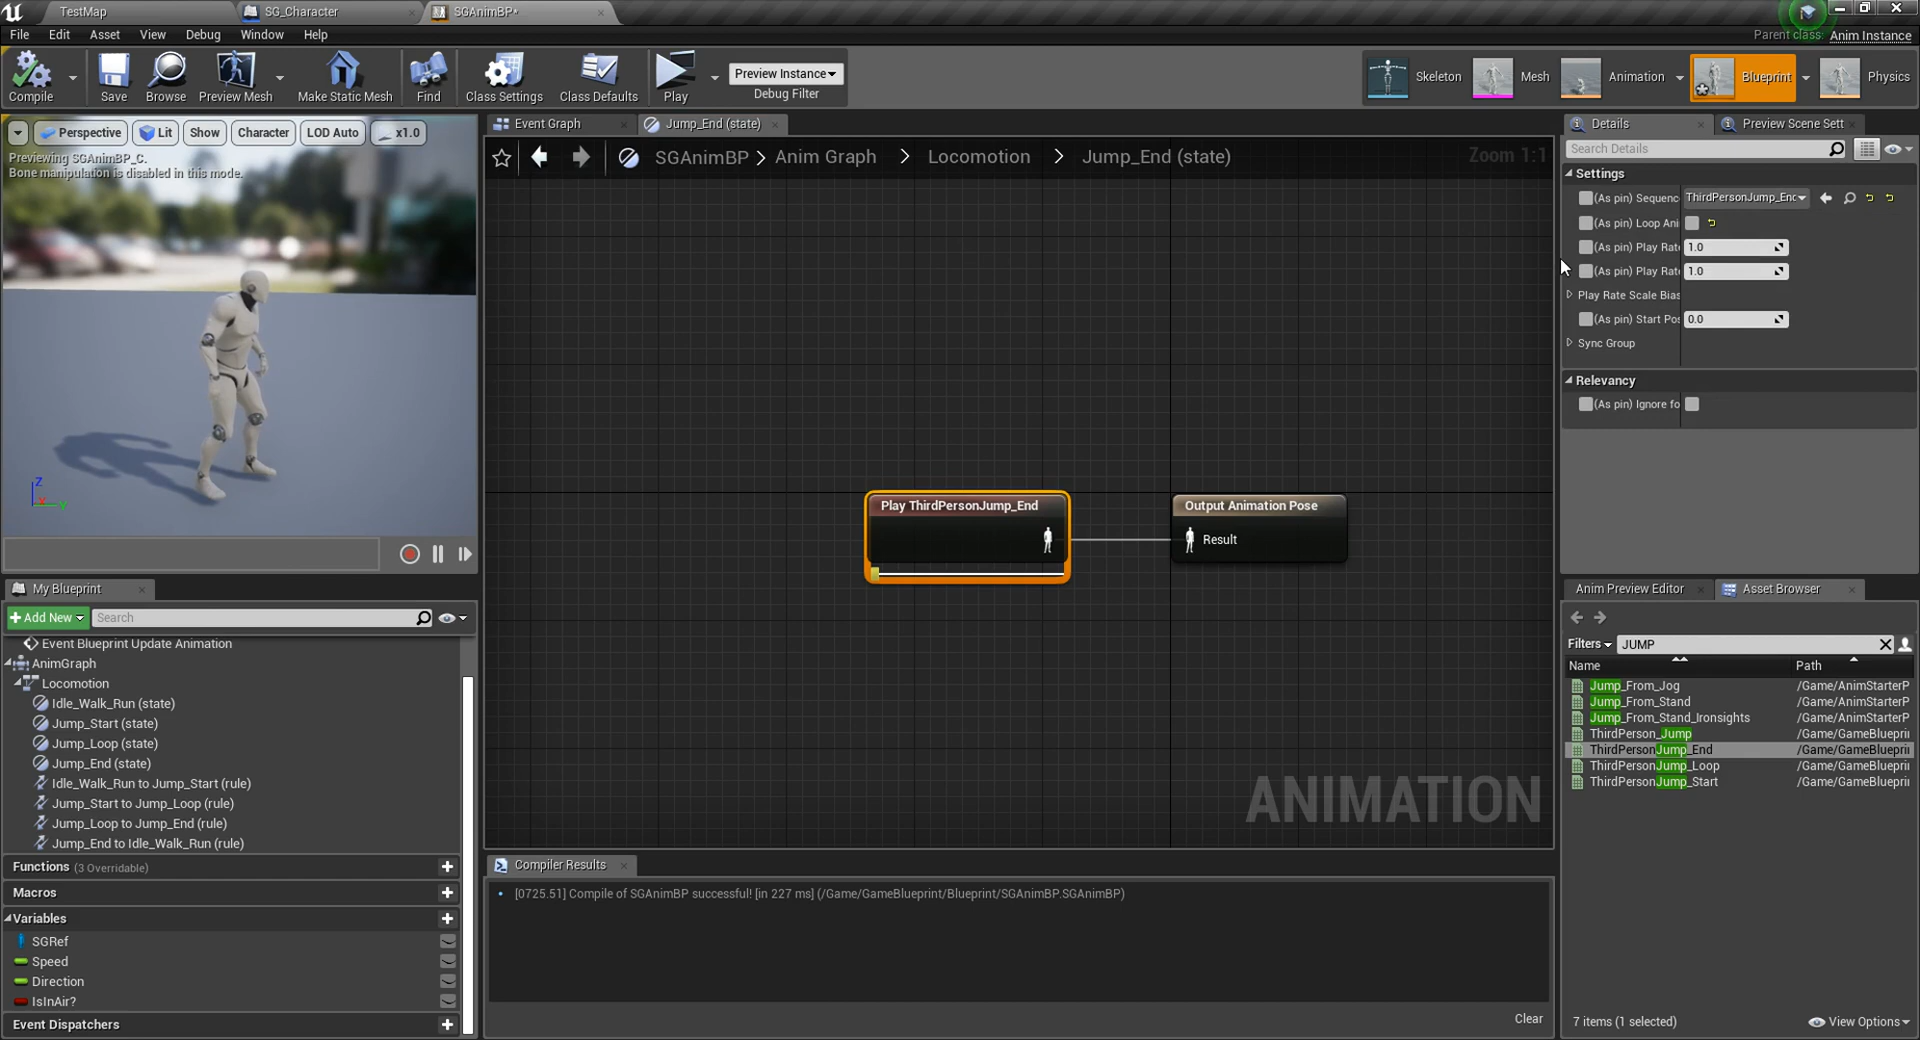 TestMap
SG_Character
SGAnimBP*
File Edit Asset View Debug Window Help
Parent class: Anim Instance
Compile
Save
Browse
Preview Mesh
Make Static Mesh
Find
Class Settings
Class Defaults
Play
Preview Instance
Debug Filter
Skeleton
Mesh
Animation
Blueprint
Physics
Perspective Lit Show Character LOD Auto x1.0
Previewing SGAnimBP_C.
Bone manipulation is disabled in this mode.
Z
X
Y
Event Graph
Jump_End (state)
SGAnimBP > Anim Graph > Locomotion > Jump_End (state)
Zoom 1:1
Play ThirdPersonJump_End
Output Animation Pose
Result
ANIMATION
My Blueprint
+Add New
Search
Event Blueprint Update Animation
AnimGraph
Locomotion
Idle_Walk_Run (state)
Jump_Start (state)
Jump_Loop (state)
Jump_End (state)
Idle_Walk_Run to Jump_Start (rule)
Jump_Start to Jump_Loop (rule)
Jump_Loop to Jump_End (rule)
Jump_End to Idle_Walk_Run (rule)
Functions (3 Overridable)
Macros
Variables
SGRef
Speed
Direction
IsInAir?
Event Dispatchers
Compiler Results
[0725.51] Compile of SGAnimBP successful! [in 227 ms] (/Game/GameBlueprint/Blueprint/SGAnimBP.SGAnimBP)
Clear
Details
Preview Scene Sett
Search Details
Settings
(As pin) Sequenc ThirdPersonJump_End
(As pin) Loop Ani
(As pin) Play Rate 1.0
(As pin) Play Rate 1.0
Play Rate Scale Bias
(As pin) Start Pos 0.0
Sync Group
Relevancy
(As pin) Ignore fo
Anim Preview Editor
Asset Browser
Filters JUMP
Name Path
Jump_From_Jog /Game/AnimStarterP
Jump_From_Stand /Game/AnimStarterP
Jump_From_Stand_Ironsights /Game/AnimStarterP
ThirdPerson_Jump /Game/GameBlueprii
ThirdPersonJump_End /Game/GameBlueprii
ThirdPersonJump_Loop /Game/GameBlueprii
ThirdPersonJump_Start /Game/GameBlueprii
7 items (1 selected)
View Options